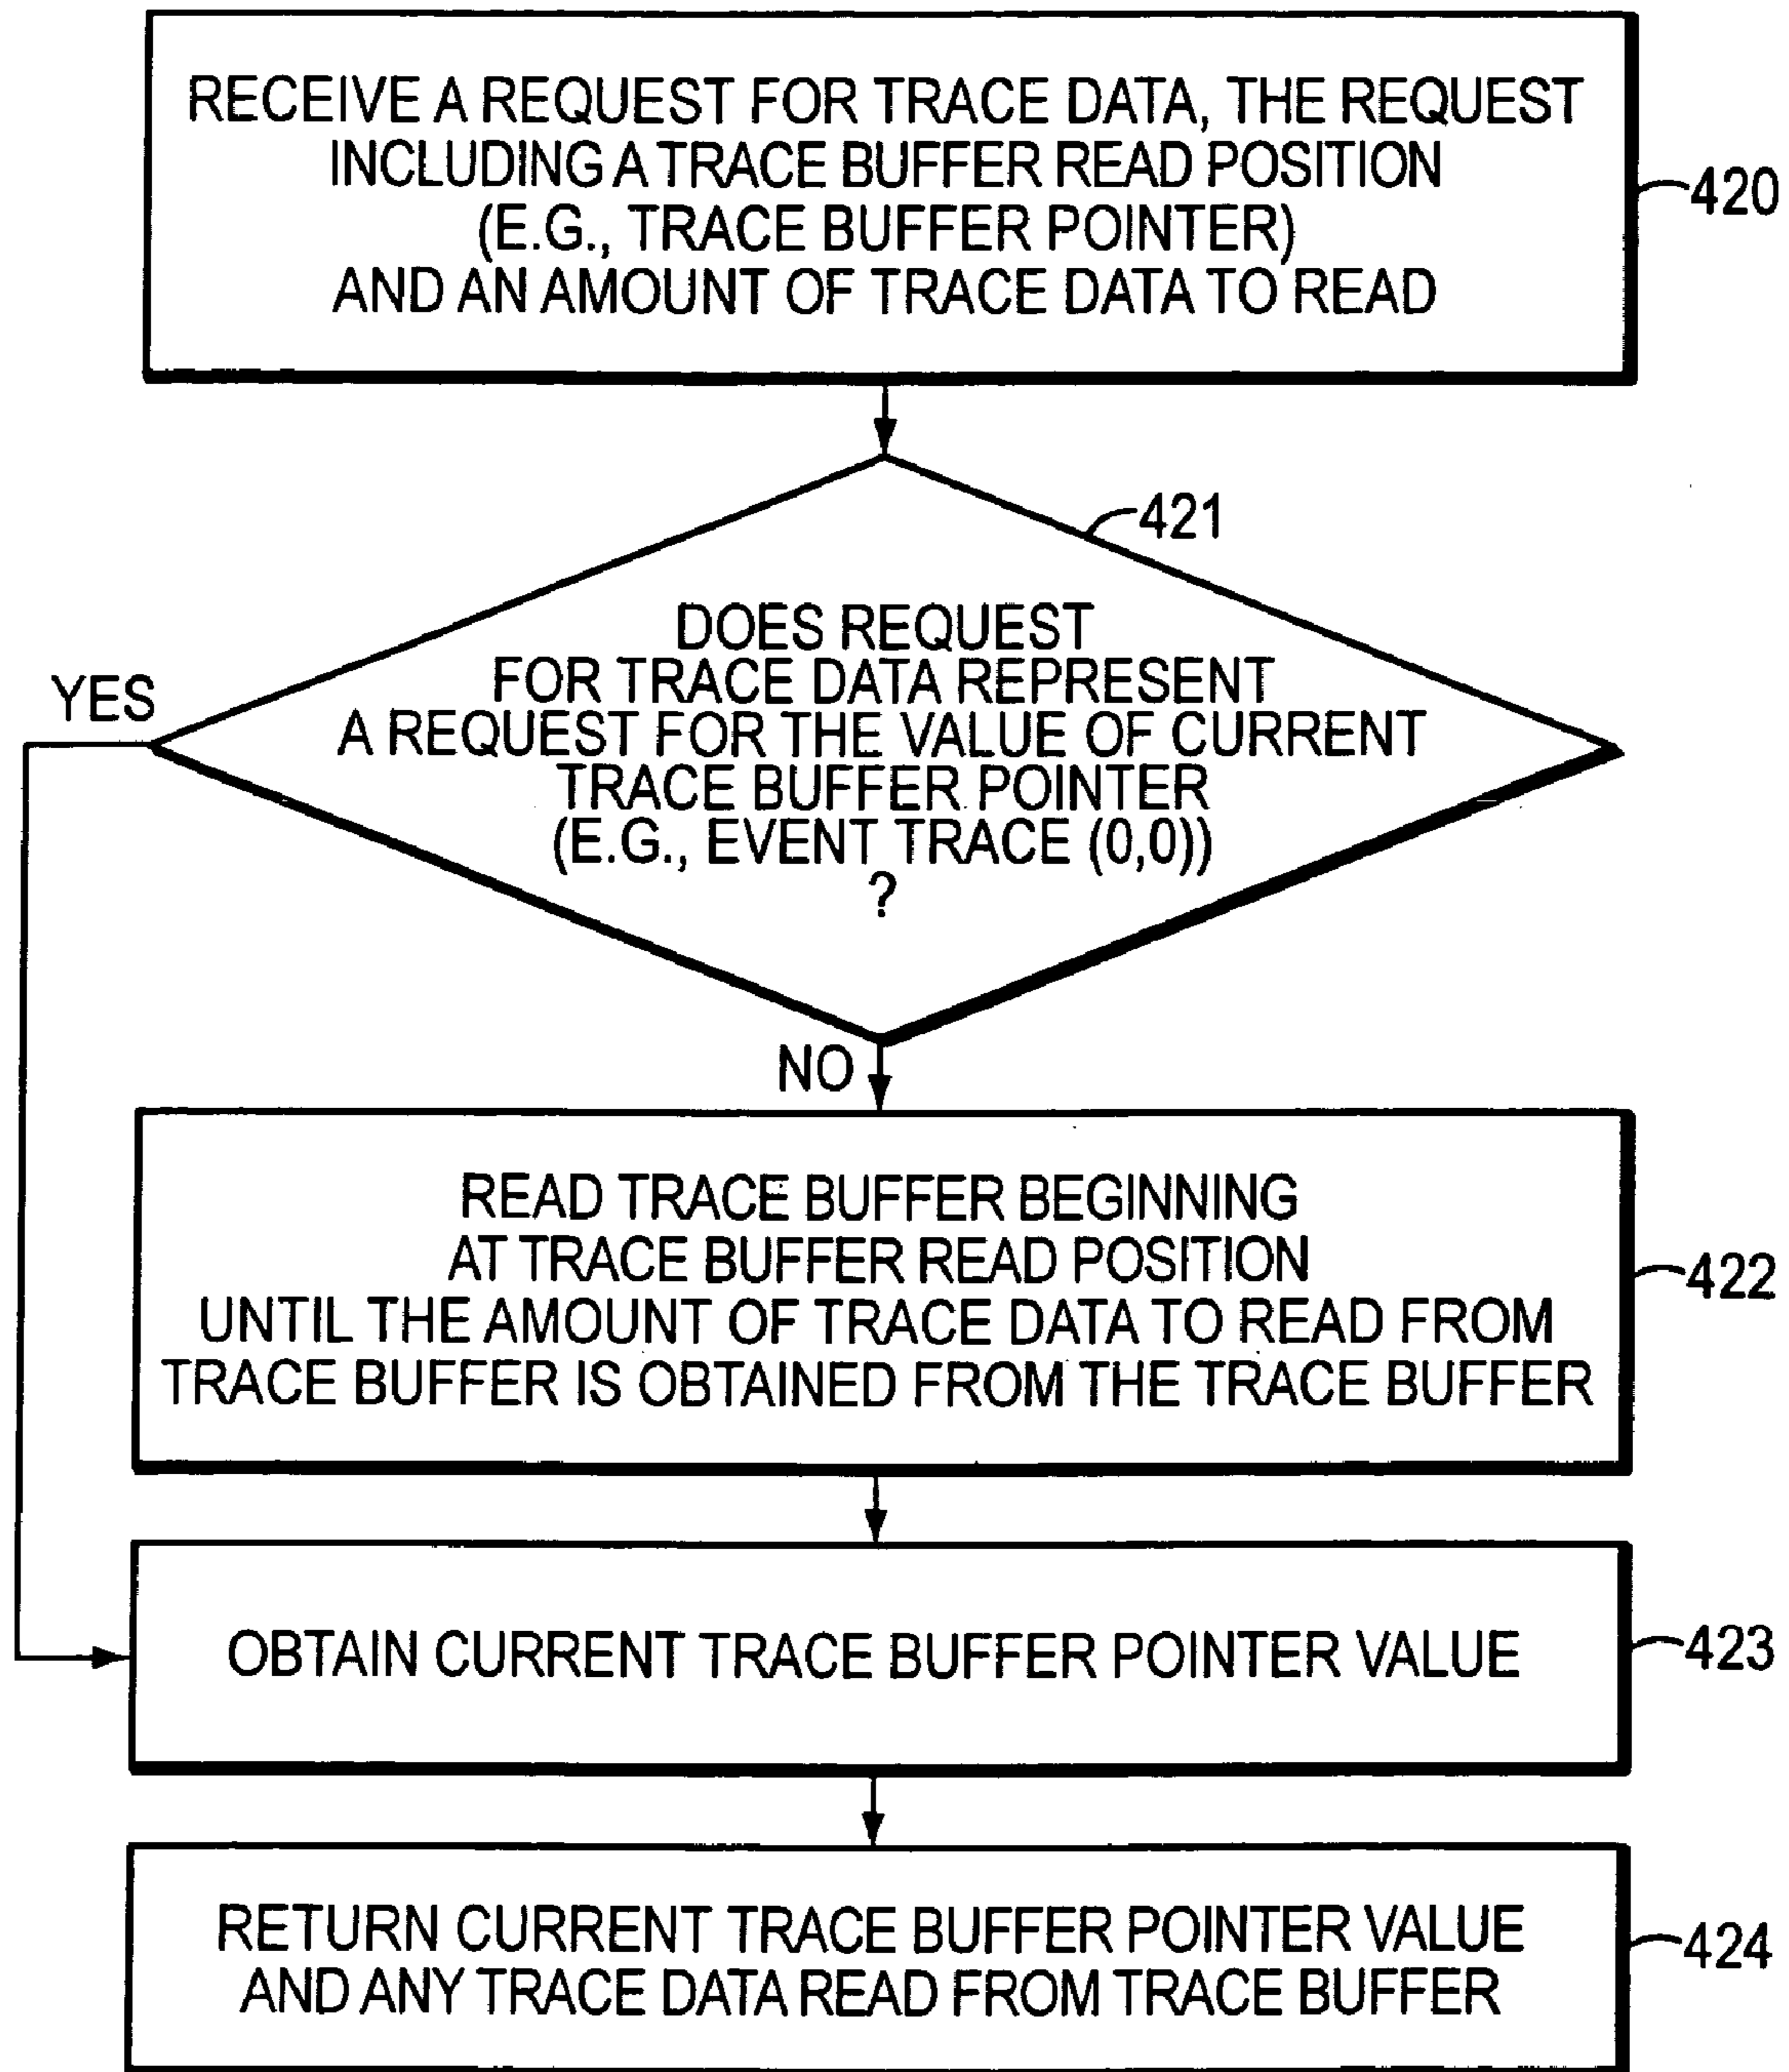 RECEIVE A REQUEST FOR TRACE DATA, THE REQUEST
INCLUDING A TRACE BUFFER READ POSITION
(E.G., TRACE BUFFER POINTER)
AND AN AMOUNT OF TRACE DATA TO READ
420
421
DOES REQUEST
FOR TRACE DATA REPRESENT
A REQUEST FOR THE VALUE OF CURRENT
TRACE BUFFER POINTER
(E.G., EVENT TRACE (0,0))
?
YES
NO
READ TRACE BUFFER BEGINNING
AT TRACE BUFFER READ POSITION
UNTIL THE AMOUNT OF TRACE DATA TO READ FROM
TRACE BUFFER IS OBTAINED FROM THE TRACE BUFFER
422
OBTAIN CURRENT TRACE BUFFER POINTER VALUE
423
RETURN CURRENT TRACE BUFFER POINTER VALUE
AND ANY TRACE DATA READ FROM TRACE BUFFER
424